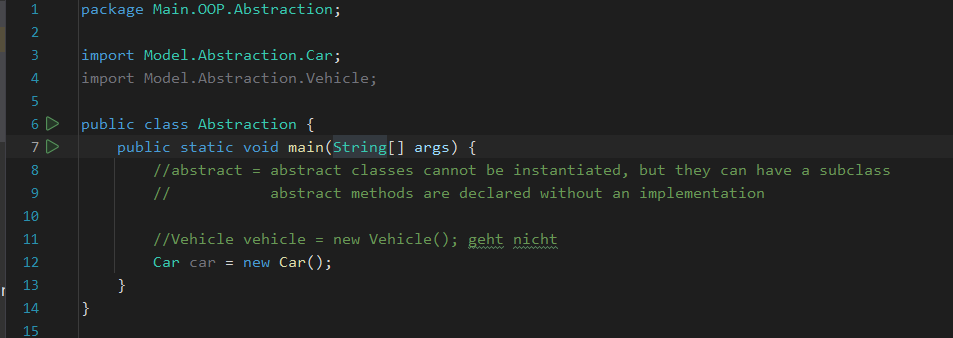 1 package Main.OOP.Abstraction;
2
3 import Model.Abstraction.Car;
4 import Model.Abstraction.Vehicle;
5
6 public class Abstraction {
7 public static void main(String[] args) {
8 //abstract = abstract classes cannot be instantiated, but they can have a subclass
9 // abstract methods are declared without an implementation
10
11 //Vehicle vehicle = new Vehicle(); geht nicht
12 Car car = new Car();
13 }
14 }
15